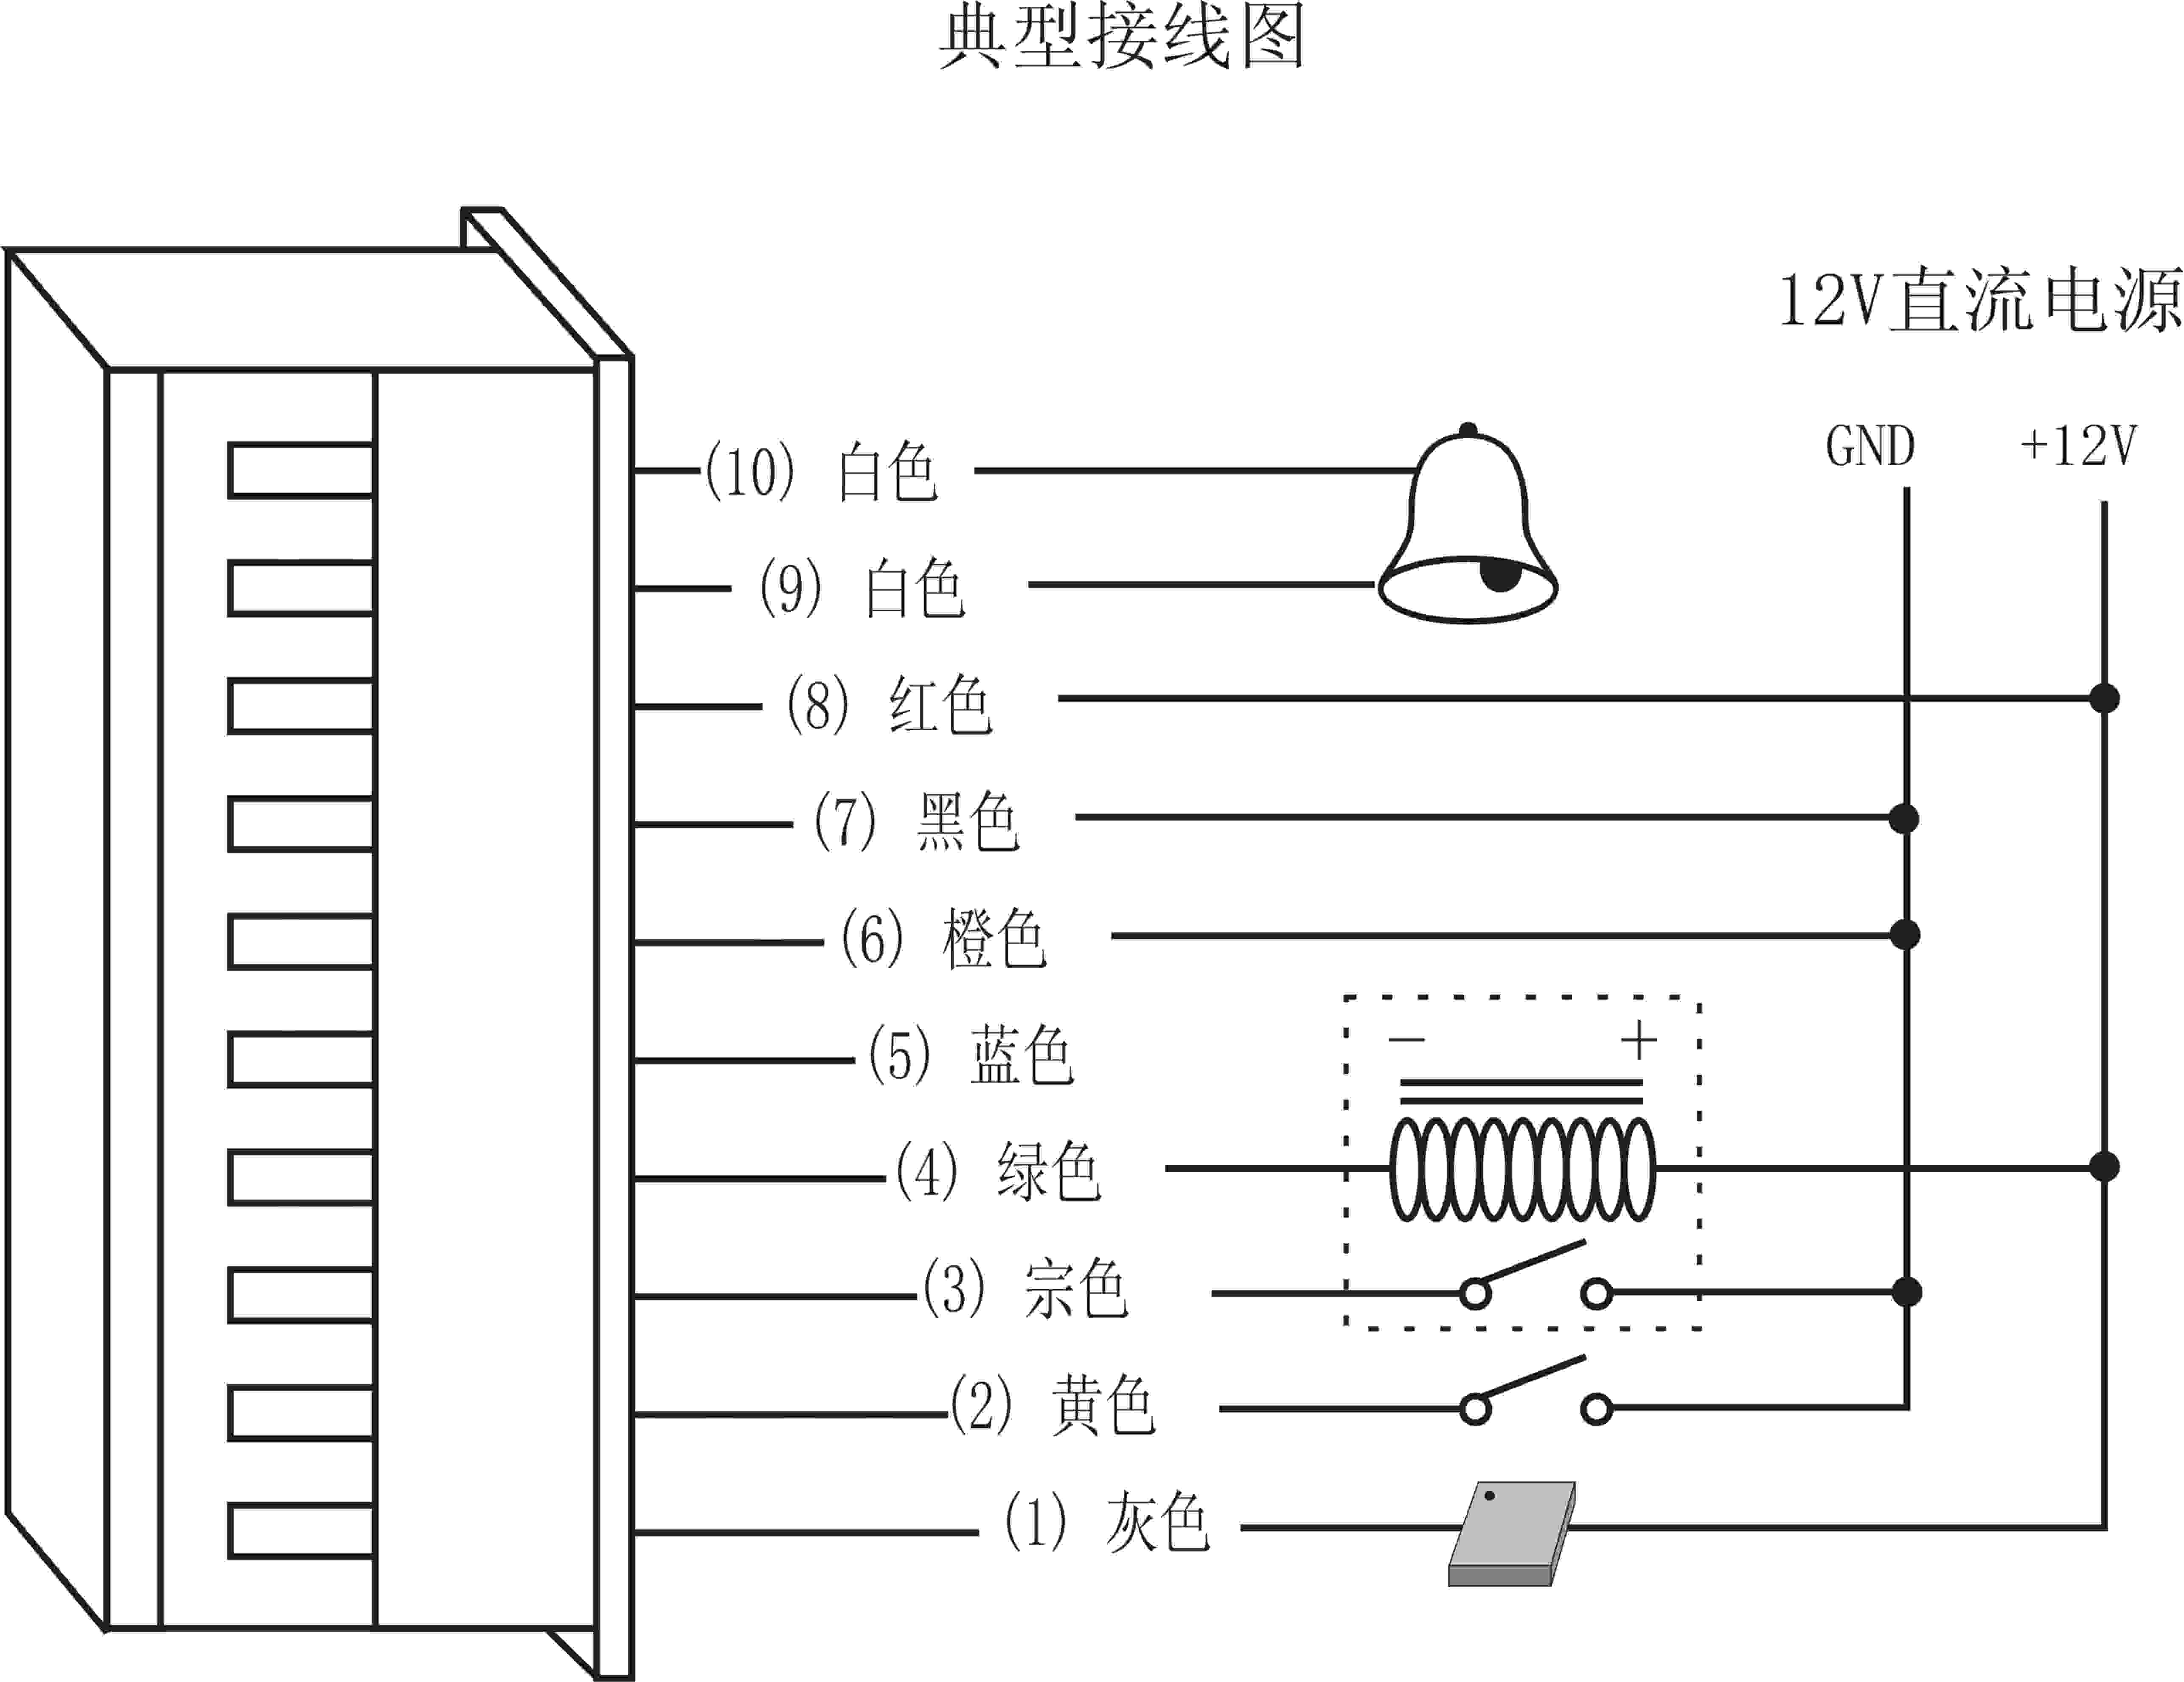 典型接线图
12V直流电源
GND
+12V
(10) 白色
(9) 白色
(8) 红色
(7) 黑色
(6) 橙色
(5) 蓝色
− +
(4) 绿色
(3) 宗色
(2) 黄色
(1) 灰色